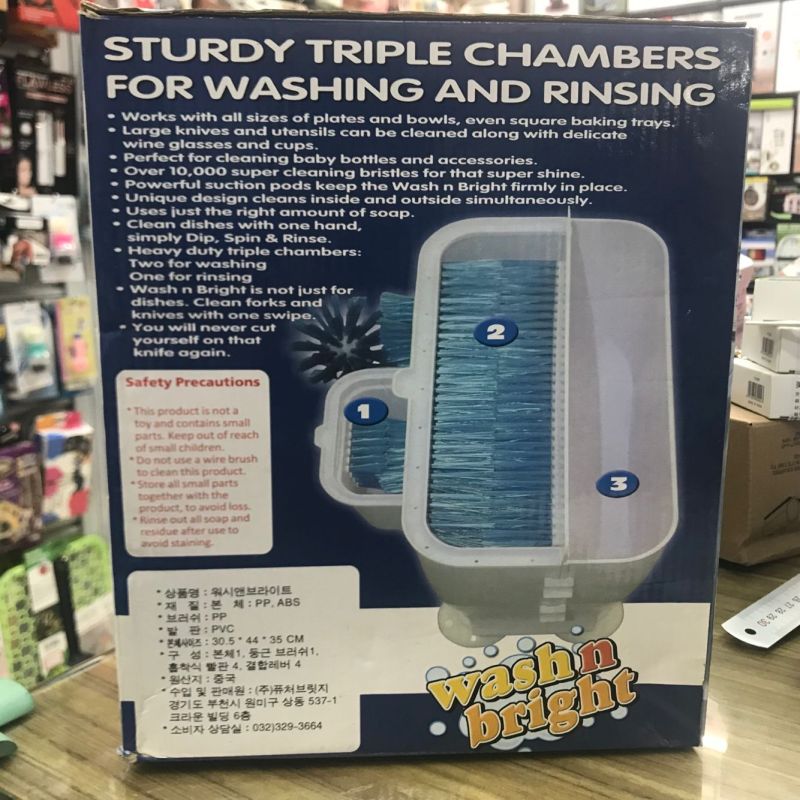 STURDY TRIPLE CHAMBERS
FOR WASHING AND RINSING
• Works with all sizes of plates and bowls, even square baking trays.
• Large knives and utensils can be cleaned along with delicate
wine glasses and cups.
• Perfect for cleaning baby bottles and accessories.
• Over 10,000 super cleaning bristles for that super shine.
• Powerful suction pods keep the Wash n Bright firmly in place.
• Unique design cleans inside and outside simultaneously.
• Uses just the right amount of soap.
• Clean dishes with one hand,
simply Dip, Spin & Rinse.
• Heavy duty triple chambers:
Two for washing
One for rinsing
• Wash n Bright is not just for
dishes. Clean forks and
knives with one swipe.
• You will never cut
yourself on that
knife again.
1
2
3
Safety Precautions
*This product is not a
toy and contains small
parts. Keep out of reach
of small children.
*Do not use a wire brush
to clean this product.
*Store all small parts
together with the
product, to avoid loss.
*Rinse out all soap and
residue after use to
avoid staining.
* 상품명 : 워시앤브라이트
* 재 질 : 본 체 : PP, ABS
* 브러쉬 : PP
* 발 판 : PVC
* 본체사이즈 : 30.5 * 44 * 35 CM
* 구 성 : 본체1, 둥근 브러쉬1,
흡착식 빨판 4, 결합레버 4
* 원산지 : 중국
* 수입 및 판매원 : (주)퓨처브릿지
경기도 부천시 원미구 상동 537-1
크라운 빌딩 6층
* 소비자 상담실 : 032)329-3664
wash n
bright